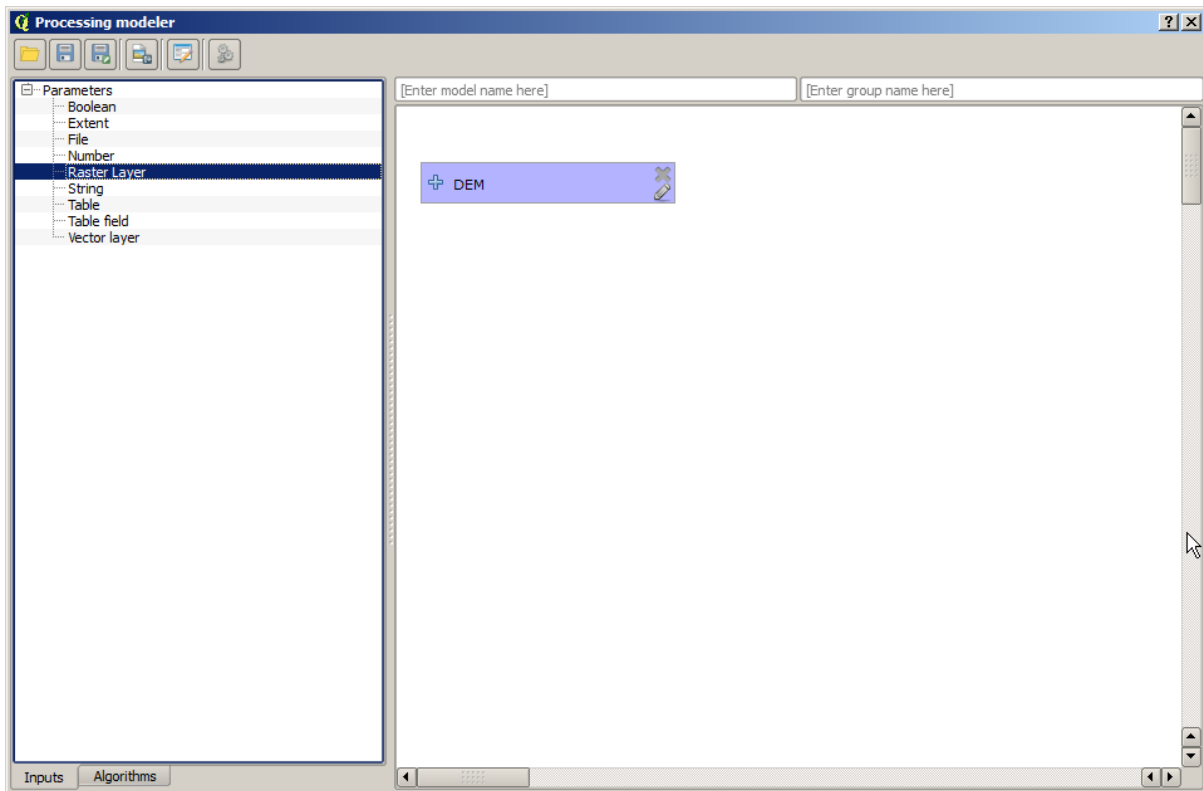 Processing modeler
Parameters
Boolean
Extent
File
Number
Raster Layer
String
Table
Table field
Vector layer
Inputs
Algorithms
[Enter model name here]
[Enter group name here]
DEM